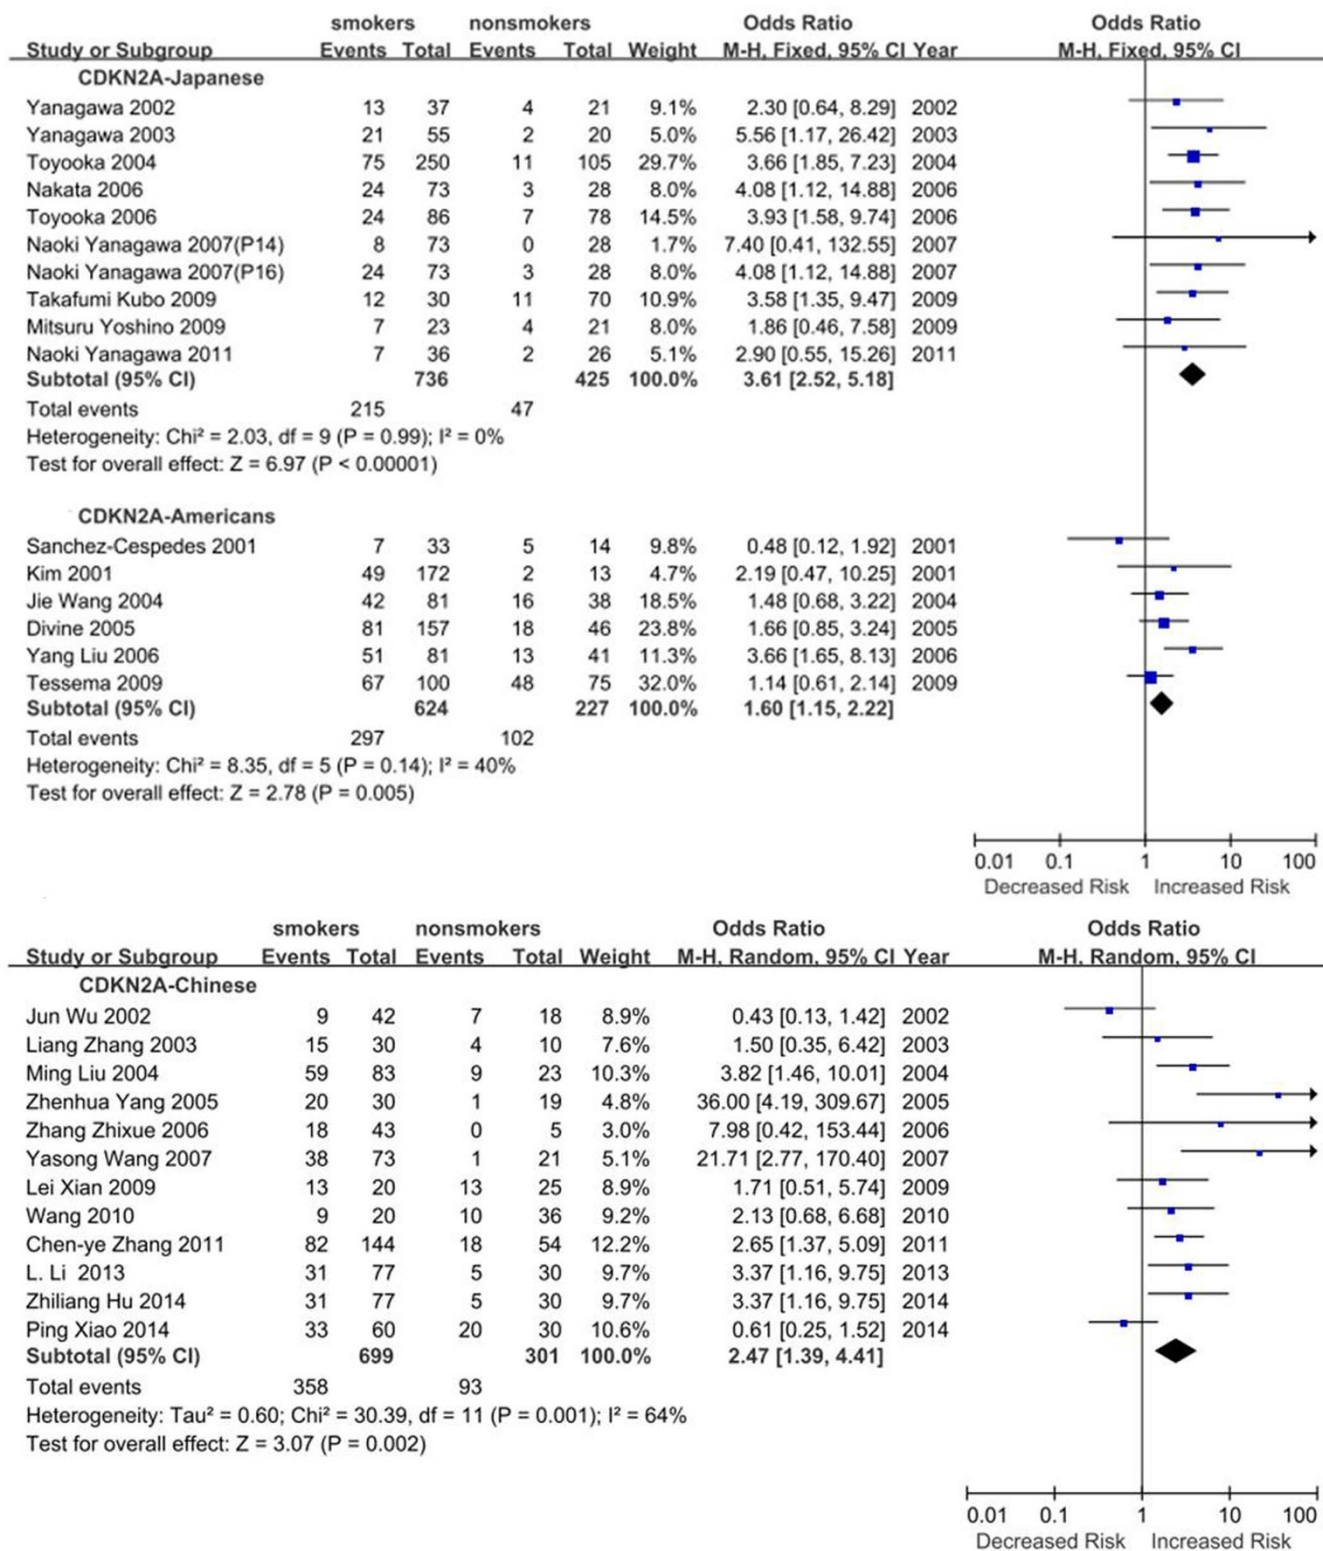 smokers nonsmokers Odds Ratio Odds Ratio
Study or Subgroup Events Total Events Total Weight M-H, Fixed, 95% CI Year M-H, Fixed, 95% CI
CDKN2A-Japanese
Yanagawa 2002 13 37 4 21 9.1% 2.30 [0.64, 8.29] 2002
Yanagawa 2003 21 55 2 20 5.0% 5.56 [1.17, 26.42] 2003
Toyooka 2004 75 250 11 105 29.7% 3.66 [1.85, 7.23] 2004
Nakata 2006 24 73 3 28 8.0% 4.08 [1.12, 14.88] 2006
Toyooka 2006 24 86 7 78 14.5% 3.93 [1.58, 9.74] 2006
Naoki Yanagawa 2007(P14) 8 73 0 28 1.7% 7.40 [0.41, 132.55] 2007
Naoki Yanagawa 2007(P16) 24 73 3 28 8.0% 4.08 [1.12, 14.88] 2007
Takafumi Kubo 2009 12 30 11 70 10.9% 3.58 [1.35, 9.47] 2009
Mitsuru Yoshino 2009 7 23 4 21 8.0% 1.86 [0.46, 7.58] 2009
Naoki Yanagawa 2011 7 36 2 26 5.1% 2.90 [0.55, 15.26] 2011
Subtotal (95% CI) 736 425 100.0% 3.61 [2.52, 5.18]
Total events 215 47
Heterogeneity: Chi² = 2.03, df = 9 (P = 0.99); I² = 0%
Test for overall effect: Z = 6.97 (P < 0.00001)
CDKN2A-Americans
Sanchez-Cespedes 2001 7 33 5 14 9.8% 0.48 [0.12, 1.92] 2001
Kim 2001 49 172 2 13 4.7% 2.19 [0.47, 10.25] 2001
Jie Wang 2004 42 81 16 38 18.5% 1.48 [0.68, 3.22] 2004
Divine 2005 81 157 18 46 23.8% 1.66 [0.85, 3.24] 2005
Yang Liu 2006 51 81 13 41 11.3% 3.66 [1.65, 8.13] 2006
Tessema 2009 67 100 48 75 32.0% 1.14 [0.61, 2.14] 2009
Subtotal (95% CI) 624 227 100.0% 1.60 [1.15, 2.22]
Total events 297 102
Heterogeneity: Chi² = 8.35, df = 5 (P = 0.14); I² = 40%
Test for overall effect: Z = 2.78 (P = 0.005)
0.01 0.1 1 10 100
Decreased Risk Increased Risk
smokers nonsmokers Odds Ratio Odds Ratio
Study or Subgroup Events Total Events Total Weight M-H, Random, 95% CI Year M-H, Random, 95% CI
CDKN2A-Chinese
Jun Wu 2002 9 42 7 18 8.9% 0.43 [0.13, 1.42] 2002
Liang Zhang 2003 15 30 4 10 7.6% 1.50 [0.35, 6.42] 2003
Ming Liu 2004 59 83 9 23 10.3% 3.82 [1.46, 10.01] 2004
Zhenhua Yang 2005 20 30 1 19 4.8% 36.00 [4.19, 309.67] 2005
Zhang Zhixue 2006 18 43 0 5 3.0% 7.98 [0.42, 153.44] 2006
Yasong Wang 2007 38 73 1 21 5.1% 21.71 [2.77, 170.40] 2007
Lei Xian 2009 13 20 13 25 8.9% 1.71 [0.51, 5.74] 2009
Wang 2010 9 20 10 36 9.2% 2.13 [0.68, 6.68] 2010
Chen-ye Zhang 2011 82 144 18 54 12.2% 2.65 [1.37, 5.09] 2011
L. Li 2013 31 77 5 30 9.7% 3.37 [1.16, 9.75] 2013
Zhiliang Hu 2014 31 77 5 30 9.7% 3.37 [1.16, 9.75] 2014
Ping Xiao 2014 33 60 20 30 10.6% 0.61 [0.25, 1.52] 2014
Subtotal (95% CI) 699 301 100.0% 2.47 [1.39, 4.41]
Total events 358 93
Heterogeneity: Tau² = 0.60; Chi² = 30.39, df = 11 (P = 0.001); I² = 64%
Test for overall effect: Z = 3.07 (P = 0.002)
0.01 0.1 1 10 100
Decreased Risk Increased Risk